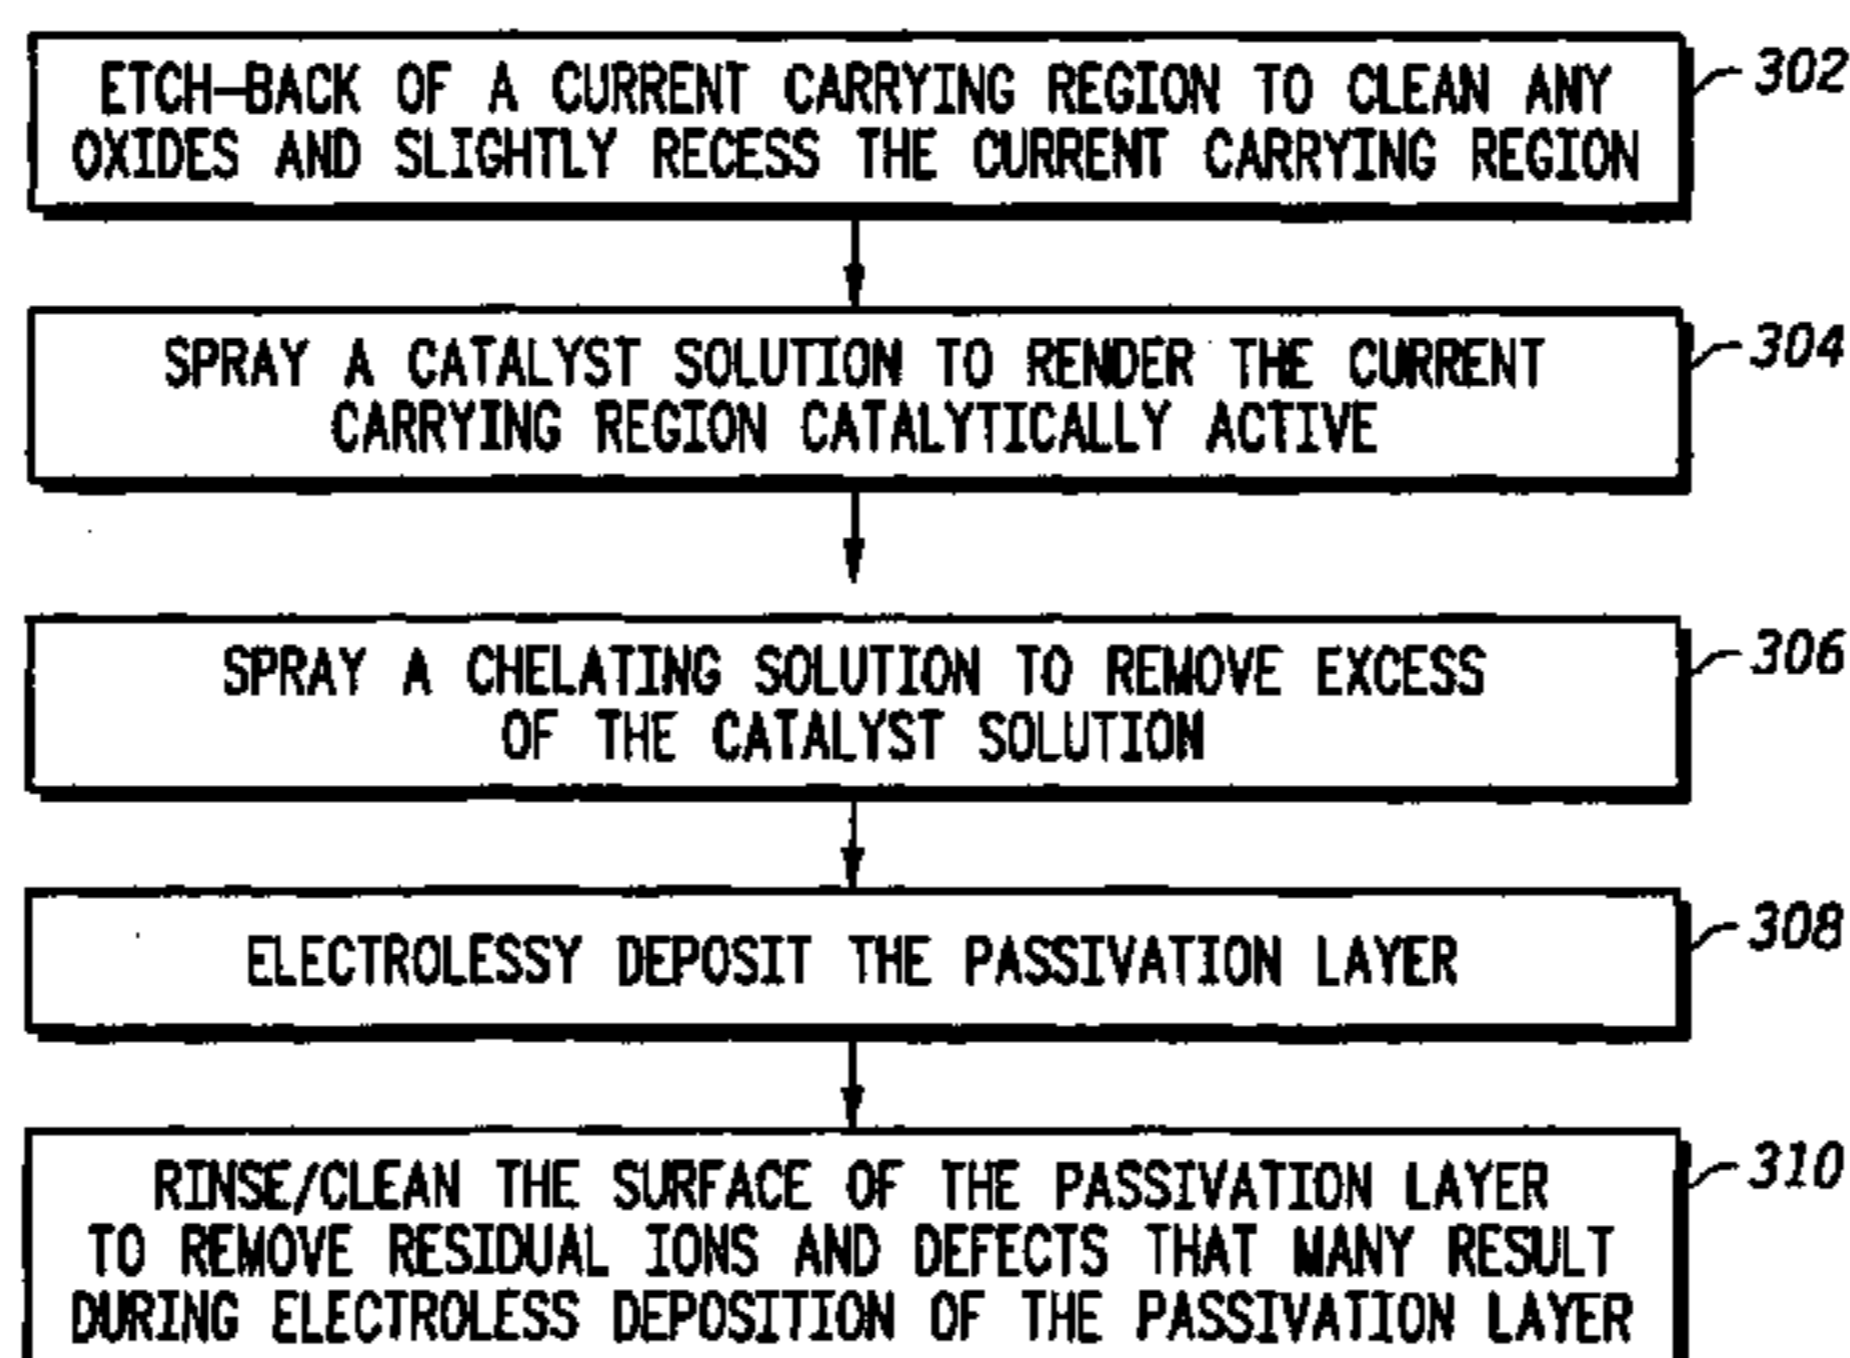 ETCH-BACK OF A CURRENT CARRYING REGION TO CLEAN ANY
OXIDES AND SLIGHTLY RECESS THE CURRENT CARRYING REGION
302
SPRAY A CATALYST SOLUTION TO RENDER THE CURRENT
CARRYING REGION CATALYTICALLY ACTIVE
304
SPRAY A CHELATING SOLUTION TO REMOVE EXCESS
OF THE CATALYST SOLUTION
306
ELECTROLESSY DEPOSIT THE PASSIVATION LAYER
308
RINSE/CLEAN THE SURFACE OF THE PASSIVATION LAYER
TO REMOVE RESIDUAL IONS AND DEFECTS THAT MANY RESULT
DURING ELECTROLESS DEPOSITION OF THE PASSIVATION LAYER
310